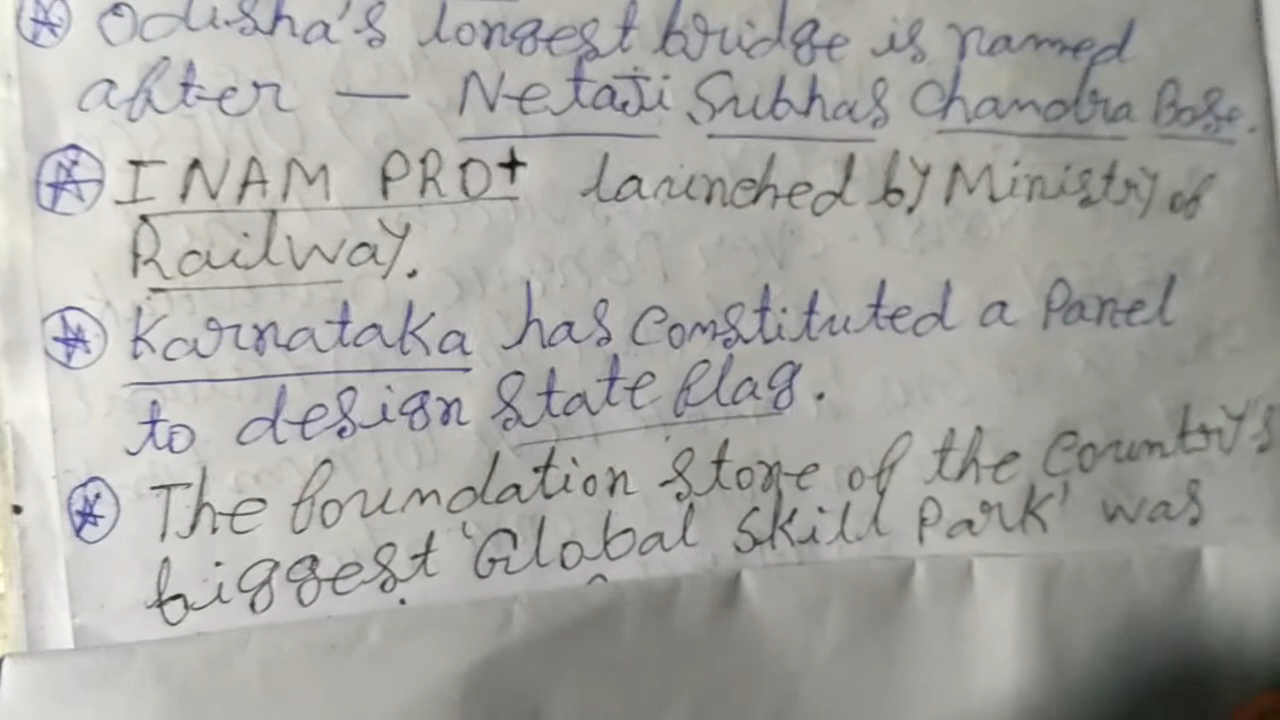 Odisha's longest bridge is named
after — Netaji Subhas Chandra Bose.
INAM PRO+ launched by Ministry of
Railway.
Karnataka has constituted a Panel
to design state flag.
The foundation stone of the Country's
biggest 'Global Skill Park' was